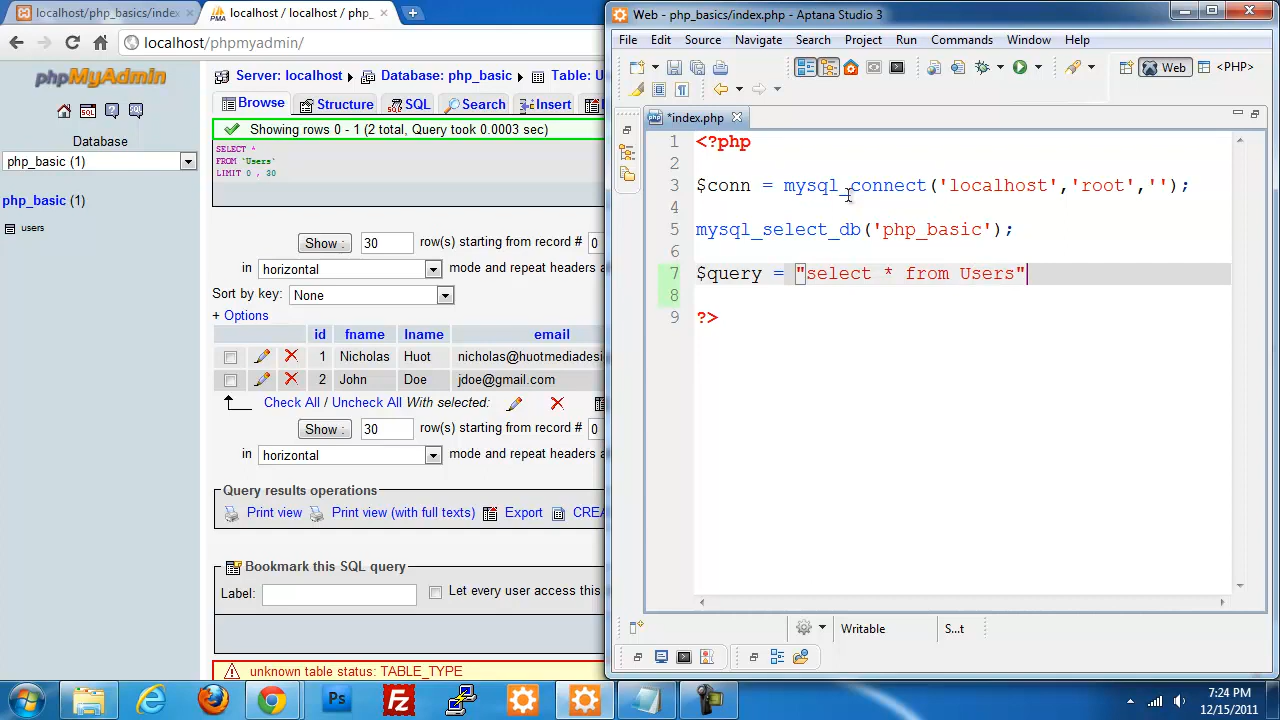 localhost/php_basics/index
localhost / localhost / php_
Web - php_basics/index.php - Aptana Studio 3
localhost/phpmyadmin/
File Edit Source Navigate Search Project Run Commands Window Help
phpMyAdmin
Server: localhost Database: php_basic Table: U
Web <PHP>
Browse Structure SQL Search Insert
*index.php
Database
Showing rows 0 - 1 (2 total, Query took 0.0003 sec)
php_basic (1)
SELECT *
FROM `Users`
LIMIT 0 , 30
php_basic (1)
users
Show : 30 row(s) starting from record # 0
in horizontal mode and repeat headers a
Sort by key: None
+ Options
id fname lname email
1 Nicholas Huot nicholas@huotmediadesi
2 John Doe jdoe@gmail.com
Check All / Uncheck All With selected:
Show : 30 row(s) starting from record # 0
in horizontal mode and repeat headers a
Query results operations
Print view Print view (with full texts) Export CREA
Bookmark this SQL query
Label: Let every user access this
unknown table status: TABLE_TYPE
1 <?php
2
3 $conn = mysql_connect('localhost','root','');
4
5 mysql_select_db('php_basic');
6
7 $query = "select * from Users"
8
9 ?>
Writable S...t
Ps
Fz
7:24 PM
12/15/2011